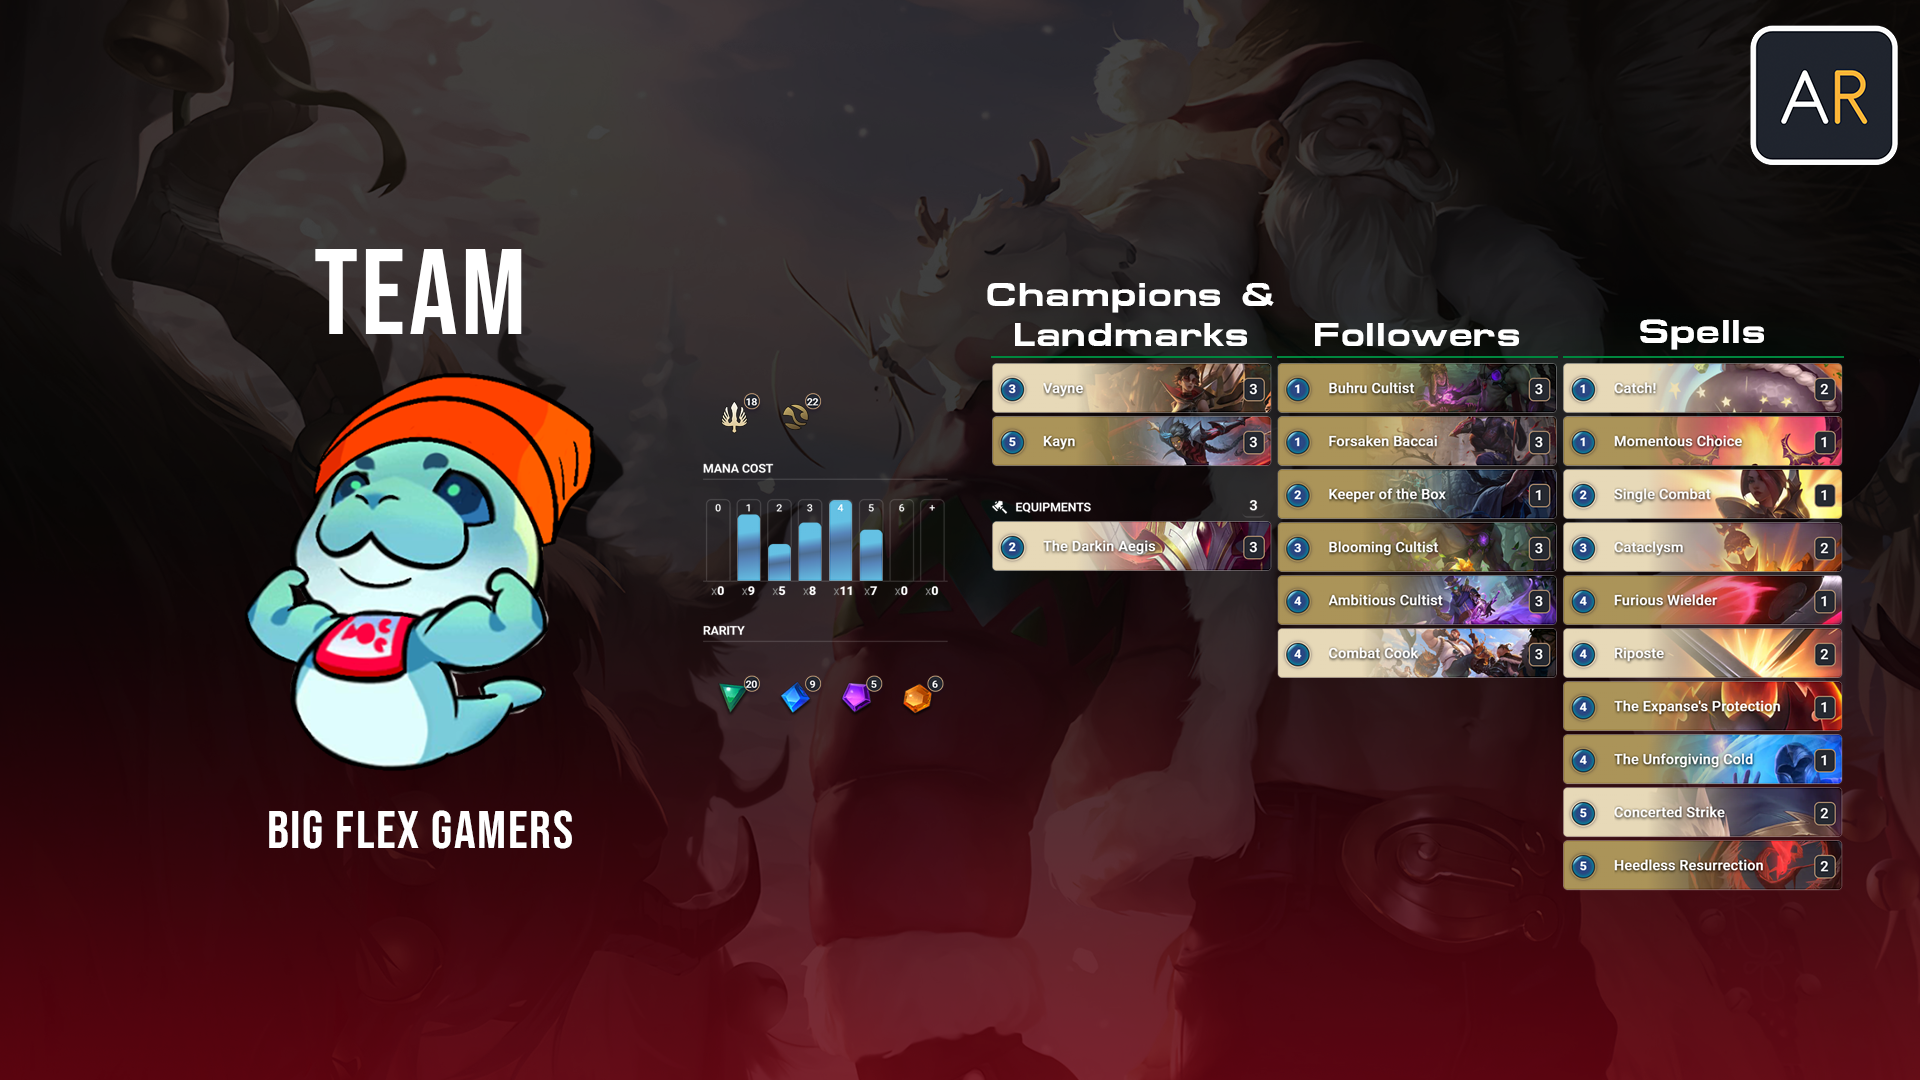 AR
TEAM
BIG FLEX GAMERS
18
22
MANA COST
0 1 2 3 4 5 6 +
x0 x9 x5 x8 x11 x7 x0 x0
RARITY
20 9 5 6
Champions &
Landmarks
3 Vayne 3
5 Kayn 3
EQUIPMENTS 3
2 The Darkin Aegis 3
Followers
1 Buhru Cultist 3
1 Forsaken Baccai 3
2 Keeper of the Box 1
3 Blooming Cultist 3
4 Ambitious Cultist 3
4 Combat Cook 3
Spells
1 Catch! 2
1 Momentous Choice 1
2 Single Combat 1
3 Cataclysm 2
4 Furious Wielder 1
4 Riposte 2
4 The Expanse's Protection 1
4 The Unforgiving Cold 1
5 Concerted Strike 2
5 Heedless Resurrection 2